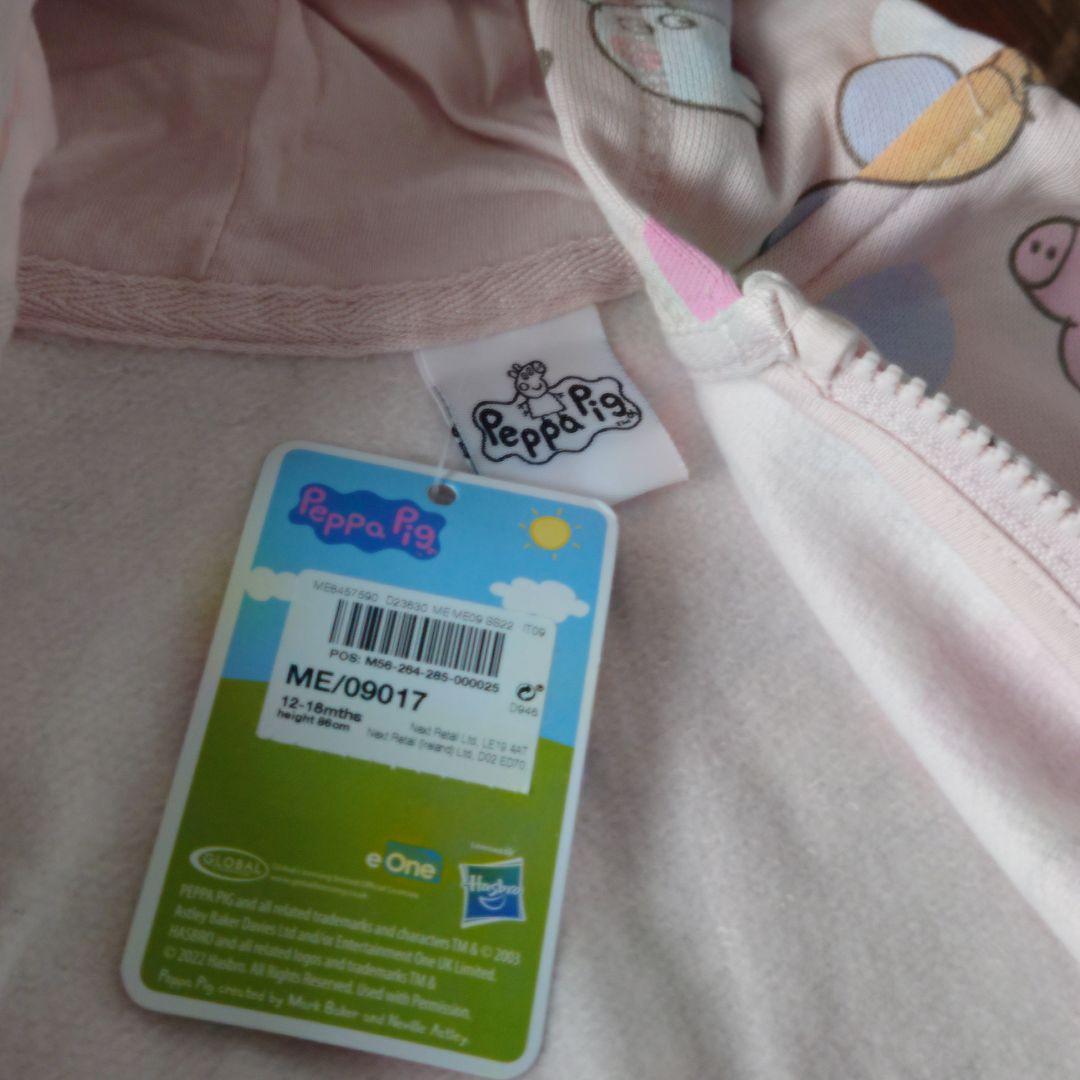 Peppa Pig
Peppa Pig
ME6457590 D23630 ME ME09 SS22 IT09
POS: M56-264-285-000025
ME/09017
D946
12-18mths
height 86cm
Next Retail Ltd, LE19 4AT
Next Retail (Ireland) Ltd, D02 ED70
GLOBAL
eOne
Licensed By
Hasbro
PEPPA PIG and all related trademarks and characters TM & © 2003
Astley Baker Davies Ltd and/or Entertainment One UK Limited.
HASBRO and all related logos and trademarks TM &
© 2022 Hasbro. All Rights Reserved. Used with Permission.
Peppa Pig created by Mark Baker and Neville Astley.